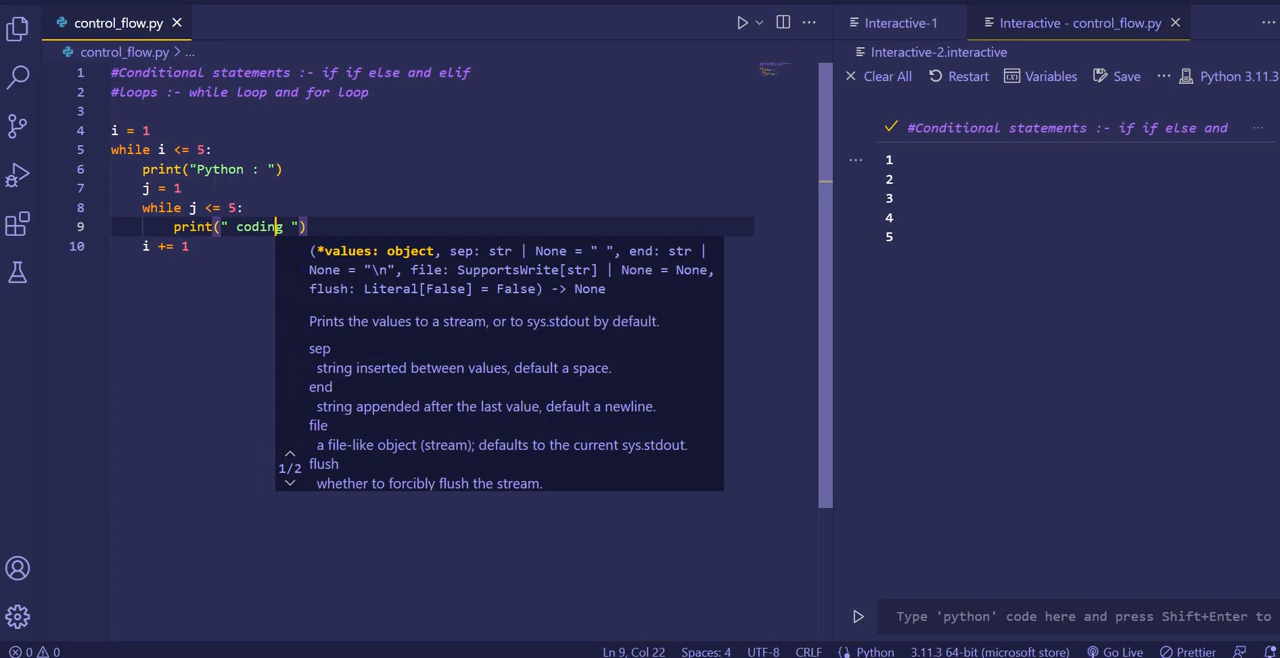 control_flow.py
control_flow.py > ...
1 #Conditional statements :- if if else and elif
2 #loops :- while loop and for loop
3
4 i = 1
5 while i <= 5:
6 print("Python : ")
7 j = 1
8 while j <= 5:
9 print(" coding ")
10 i += 1
(*values: object, sep: str | None = " ", end: str |
None = "\n", file: SupportsWrite[str] | None = None,
flush: Literal[False] = False) -> None
Prints the values to a stream, or to sys.stdout by default.
sep
string inserted between values, default a space.
end
string appended after the last value, default a newline.
file
a file-like object (stream); defaults to the current sys.stdout.
1/2
flush
whether to forcibly flush the stream.
Interactive-1
Interactive - control_flow.py
Interactive-2.interactive
Clear All Restart Variables Save ... Python 3.11.3
#Conditional statements :- if if else and ...
1
2
3
4
5
Type 'python' code here and press Shift+Enter to
0 0 Ln 9, Col 22 Spaces: 4 UTF-8 CRLF Python 3.11.3 64-bit (microsoft store) Go Live Prettier